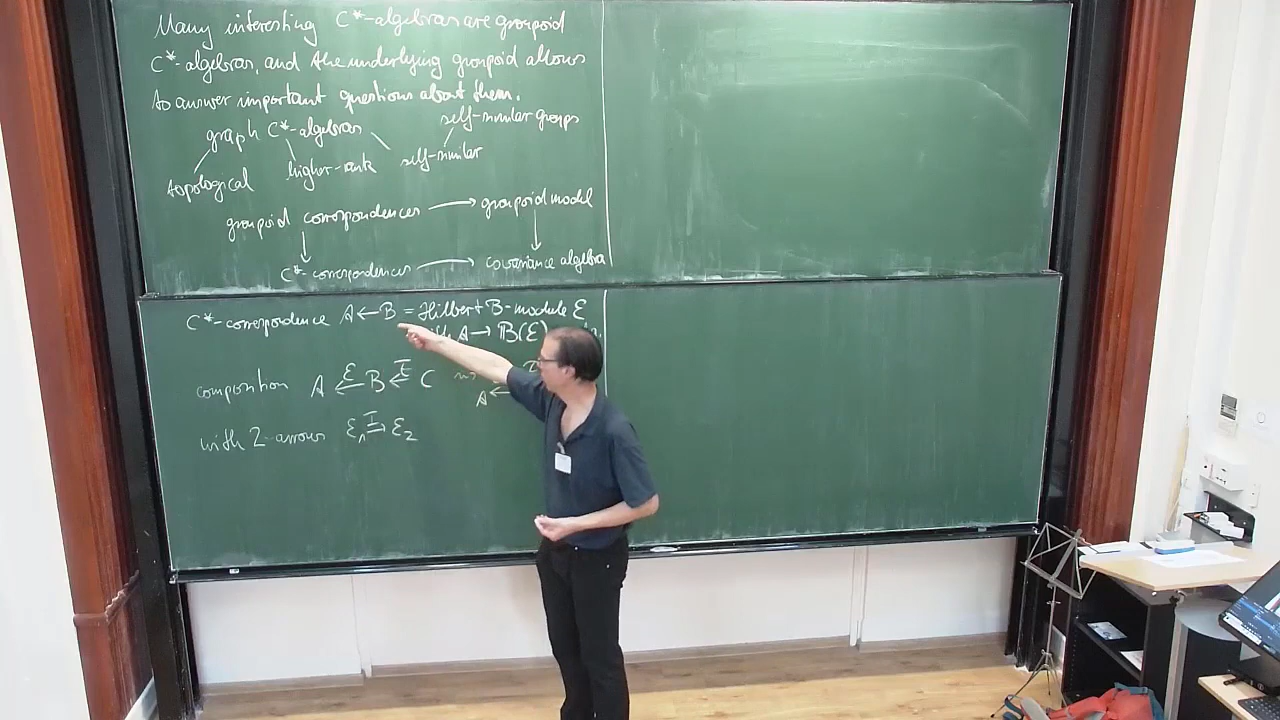 Many interesting C*-algebras are groupoid
C*-algebras, and the underlying groupoid allows
to answer important questions about them.
graph C*-algebras self-similar groups
topological higher-rank self-similar
groupoid correspondences → groupoid model
↓ ↓
C*-correspondences → covariance algebra
C*-correspondence A ← B = Hilbert B-module E
A → B(E)
composition A ←E B ←F C
A ←
with 2-arrows E₁ ⇒I E₂